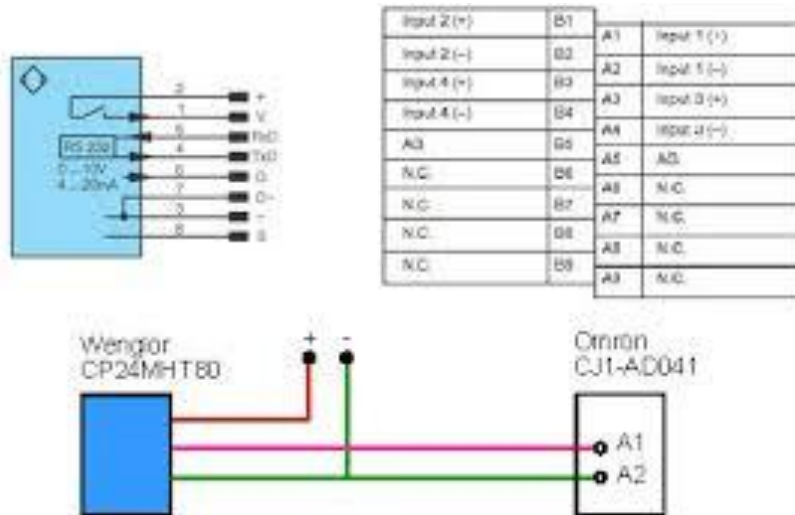 2
+
1
V
5
RxD
RS 232
4
TxD
0 ... 10V
4 ... 20mA
6
O
7
O-
3
-
8
Input 2 (+) B1
Input 2 (-) B2
Input 4 (+) B3
Input 4 (-) B4
AG B5
N.C. B6
N.C. B7
N.C. B8
N.C. B9
A1 Input 1 (+)
A2 Input 1 (-)
A3 Input 3 (+)
A4 Input 3 (-)
A5 AG
A6 N.C.
A7 N.C.
A8 N.C.
A9 N.C.
Wenglor
CP24MHT80
+ -
Omron
CJ1-AD041
A1
A2